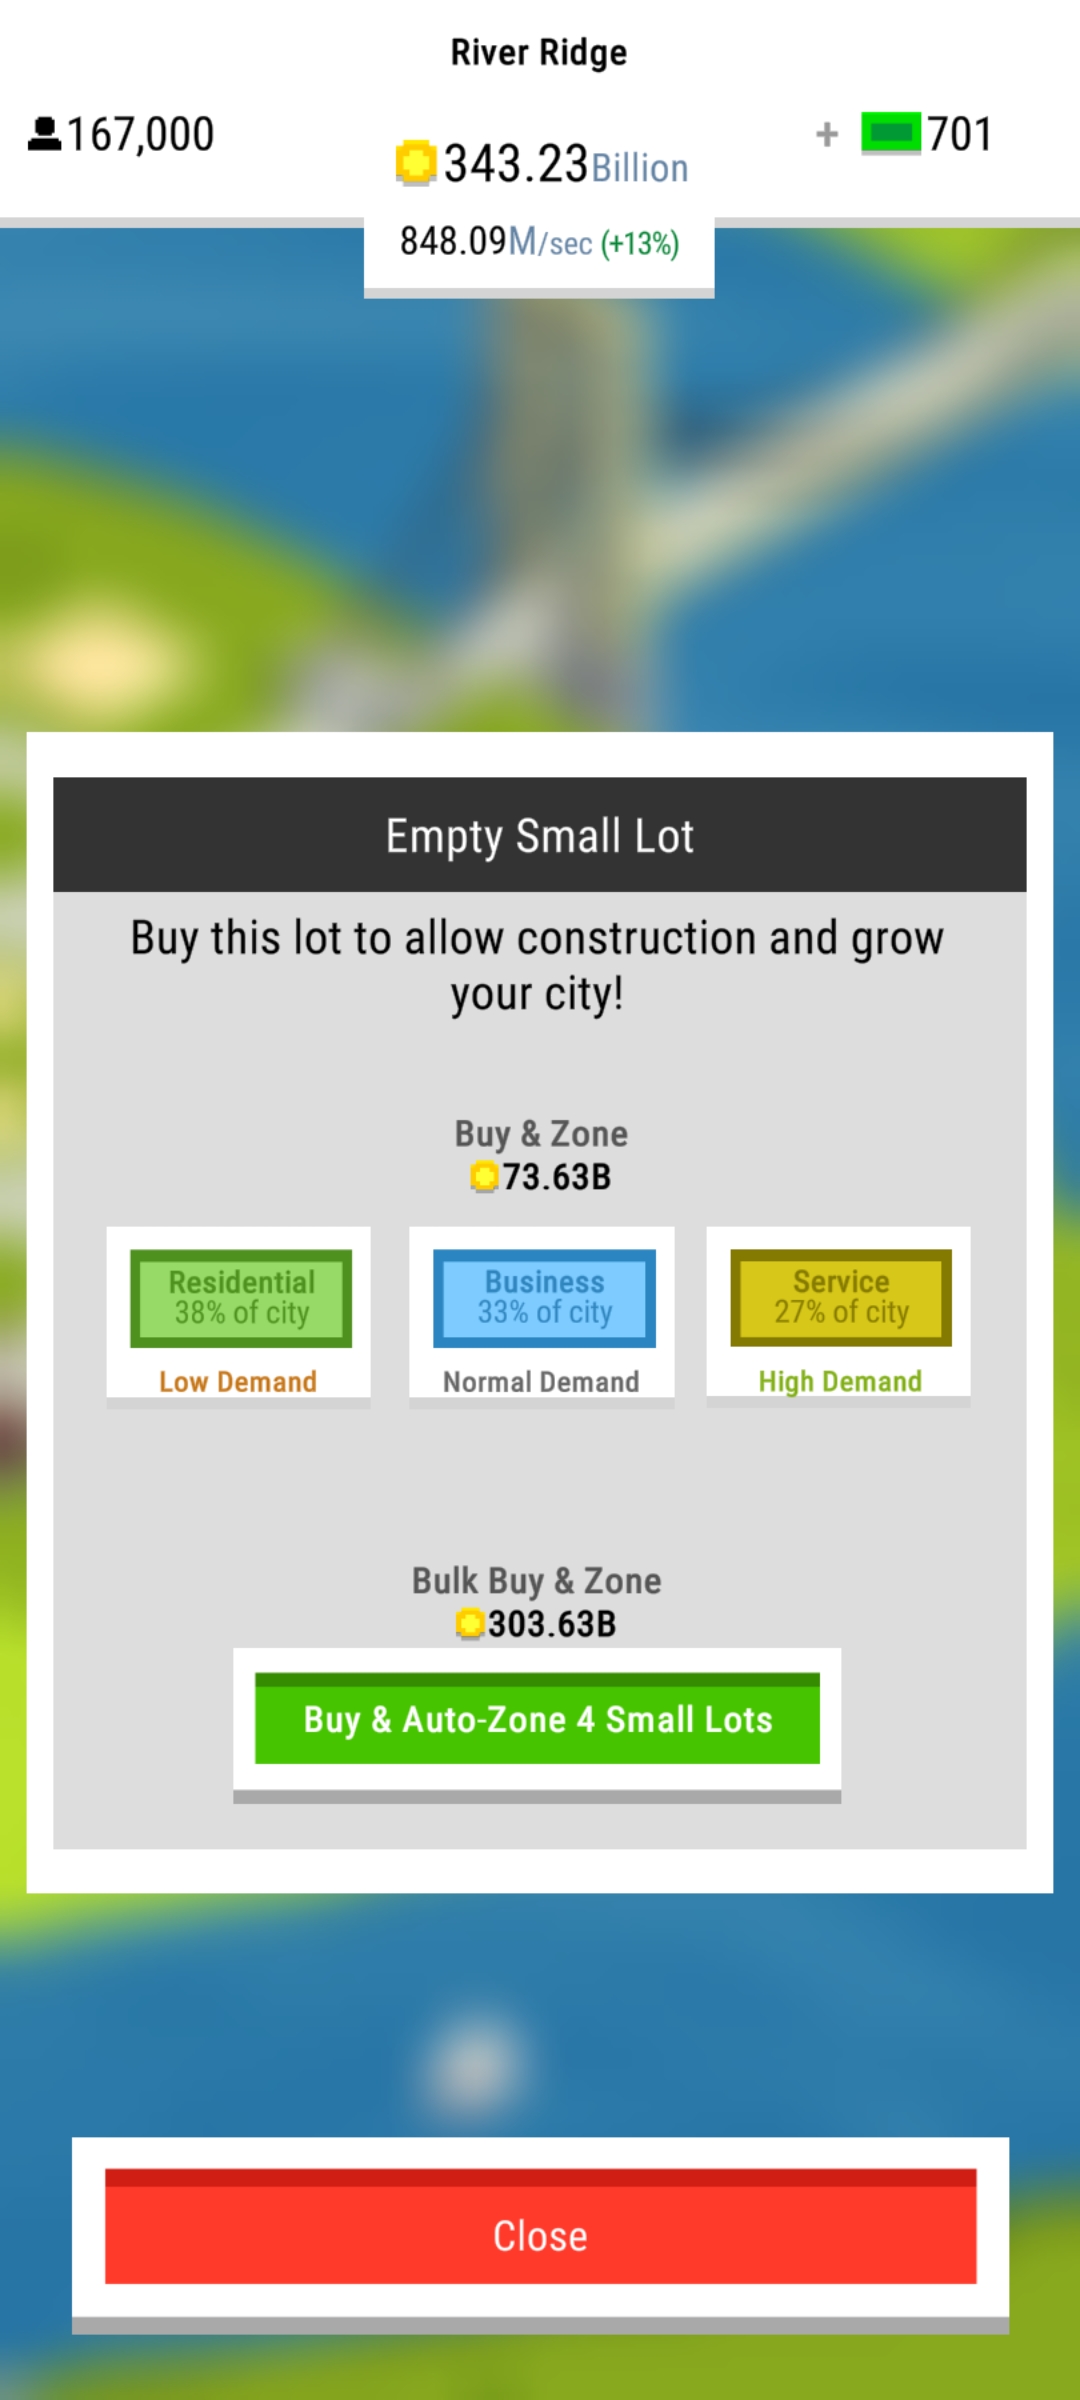 River Ridge
167,000
343.23Billion
+ 701
848.09M/sec (+13%)
Empty Small Lot
Buy this lot to allow construction and grow
your city!
Buy & Zone
73.63B
Residential
38% of city
Low Demand
Business
33% of city
Normal Demand
Service
27% of city
High Demand
Bulk Buy & Zone
303.63B
Buy & Auto-Zone 4 Small Lots
Close